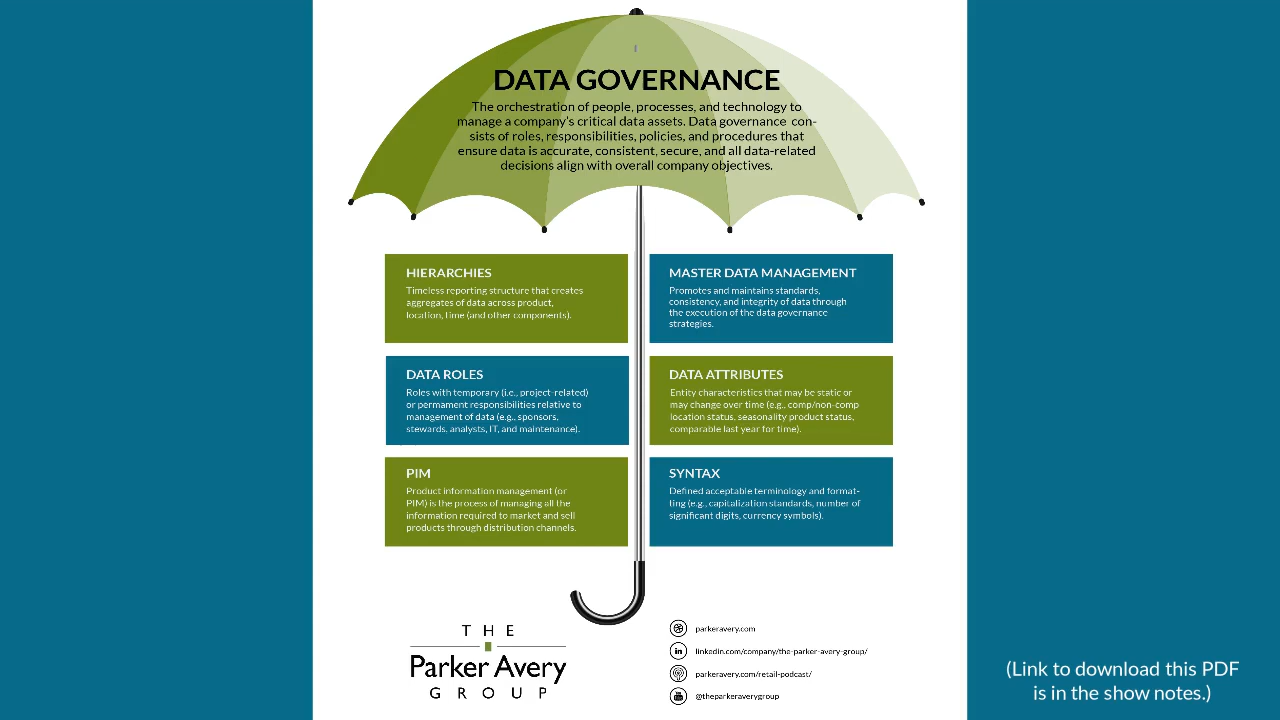 DATA GOVERNANCE
The orchestration of people, processes, and technology to
manage a company's critical data assets. Data governance con-
sists of roles, responsibilities, policies, and procedures that
ensure data is accurate, consistent, secure, and all data-related
decisions align with overall company objectives.
HIERARCHIES
Timeless reporting structure that creates
aggregates of data across product,
location, time (and other components).
MASTER DATA MANAGEMENT
Promotes and maintains standards,
consistency, and integrity of data through
the execution of the data governance
strategies.
DATA ROLES
Roles with temporary (i.e., project-related)
or permament responsibilities relative to
management of data (e.g., sponsors,
stewards, analysts, IT, and maintenance).
DATA ATTRIBUTES
Entity characteristics that may be static or
may change over time (e.g., comp/non-comp
location status, seasonality product status,
comparable last year for time).
PIM
Product information management (or
PIM) is the process of managing all the
information required to market and sell
products through distribution channels.
SYNTAX
Defined acceptable terminology and format-
ting (e.g., capitalization standards, number of
significant digits, currency symbols).
THE
Parker Avery
GROUP
parkeravery.com
linkedin.com/company/the-parker-avery-group/
parkeravery.com/retail-podcast/
@theparkeraverygroup
(Link to download this PDF
is in the show notes.)